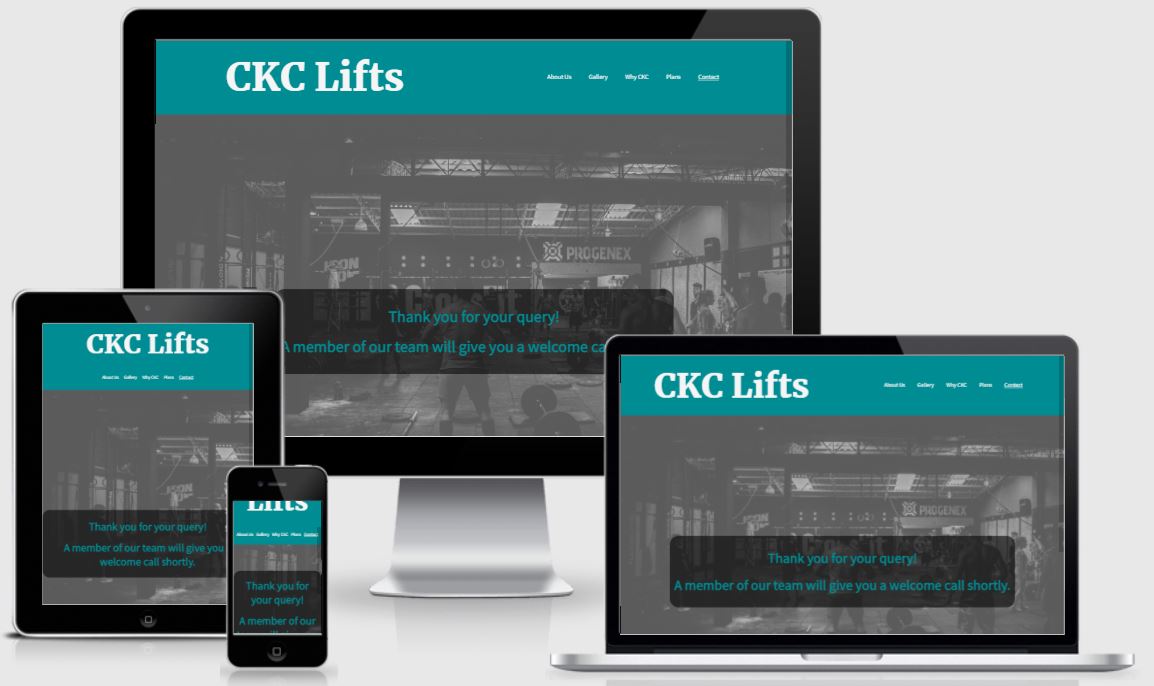 CKC Lifts
About Us Gallery Why CKC Plans Contact
PROGENEX
CrossFit
Thank you for your query!
A member of our team will give you a welcome ca
CKC Lifts
About Us Gallery Why CKC Plans Contact
Thank you for your query!
A member of our team will give you
welcome call shortly.
Lifts
About Us Gallery Why CKC Plans Contact
Thank you for
your query!
A member of our
CKC Lifts
About Us Gallery Why CKC Plans Contact
PROGENEX
Thank you for your query!
A member of our team will give you a welcome call shortly.